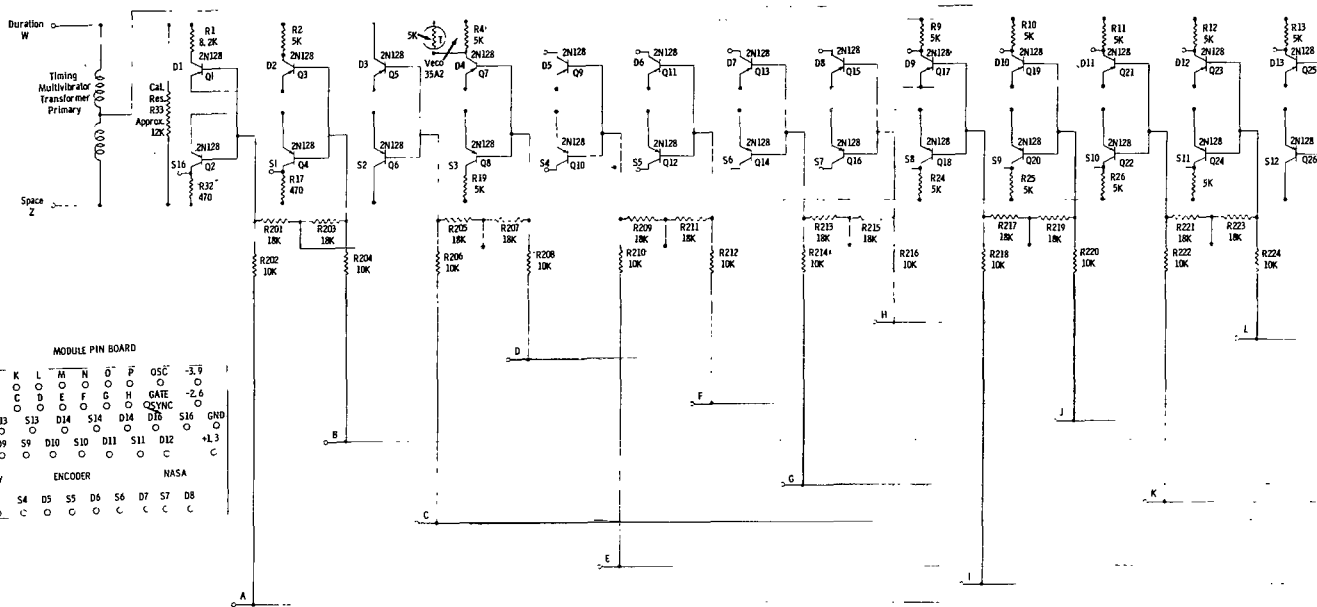 Duration
W
Timing
Multivibrator
Transformer
Primary
Space
Z
Cal.
Res.
R33
Approx.
12K
R1
8.2K
2N128
D1
Q1
2N128
S16
Q2
R32
470
R2
5K
2N128
D2
Q3
2N128
S1
Q4
R17
470
2N128
D3
Q5
2N128
S2
Q6
5K
T
Veco
35A2
R4
5K
2N128
D4
Q7
2N128
S3
Q8
R19
5K
2N128
D5
Q9
2N128
S4
Q10
2N128
D6
Q11
2N128
S5
Q12
2N128
D7
Q13
2N128
S6
Q14
2N128
D8
Q15
2N128
S7
Q16
R9
5K
2N128
D9
Q17
2N128
S8
Q18
R24
5K
R10
5K
2N128
D10
Q19
2N128
S9
Q20
R25
5K
R11
5K
2N128
D11
Q21
2N128
S10
Q22
R26
5K
R12
5K
2N128
D12
Q23
2N128
S11
Q24
5K
R13
5K
2N128
D13
Q25
2N128
S12
Q26
R201 R203 R205 R207 R209 R211 R213 R215 R217 R219 R221 R223
18K 18K 18K 18K 18K 18K 18K 18K 18K 18K 18K 18K
R202 R204 R206 R208 R210 R212 R214 R216 R218 R220 R222 R224
10K 10K 10K 10K 10K 10K 10K 10K 10K 10K 10K 10K
H
L
D
F
J
B
G
K
C
E
I
A
MODULE PIN BOARD
K L M N O P OSC -3.9
C D E F G H GATE -2.6
SYNC
S13 D14 S14 D14 D16 S16 GND
S9 D10 S10 D11 S11 D12 +1.3
ENCODER NASA
S4 D5 S5 D6 S6 D7 S7 D8